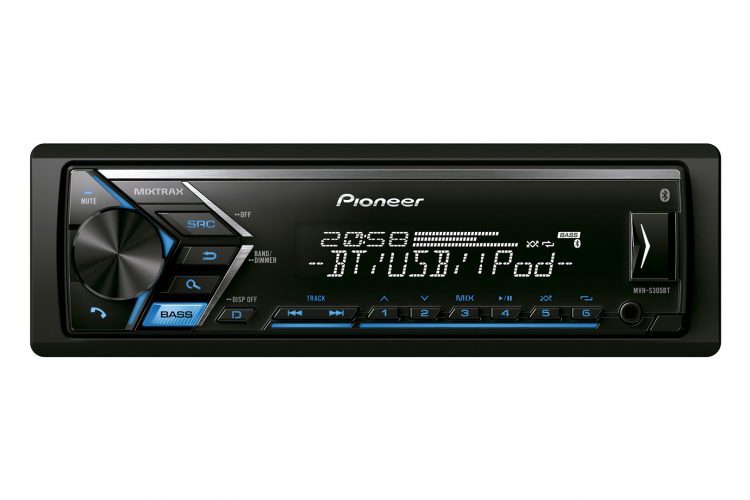 MUTE
MIXTRAX
Pioneer
SRC
OFF
20:58
BASS
BAND/
DIMMER
--BT/USB/iPod--
MVH-S305BT
DISP OFF
TRACK
MIX
BASS
D
1
2
3
4
5
6